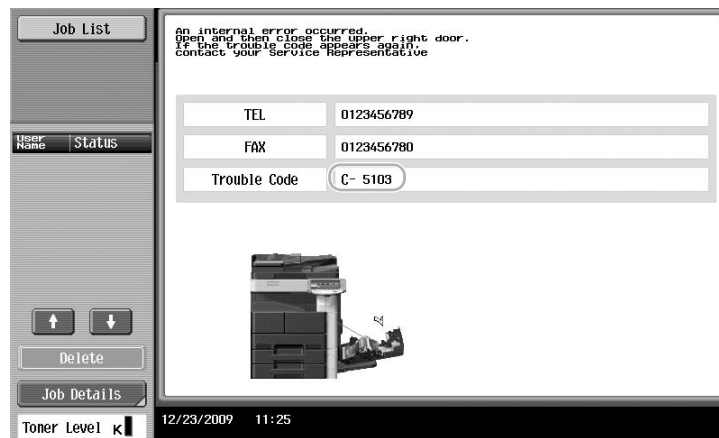 Job List
An internal error occurred.
Open and then close the upper right door.
If the trouble code appears again,
contact your Service Representative
TEL 0123456789
FAX 0123456780
Trouble Code C- 5103
User Name Status
Delete
Job Details
Toner Level K
12/23/2009 11:25